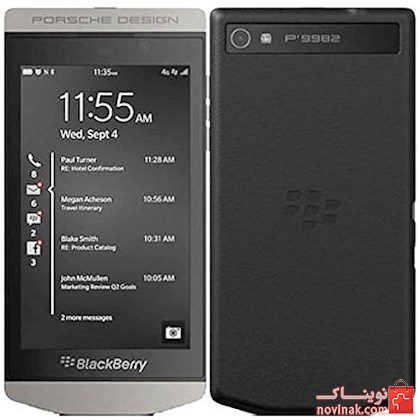 PORSCHE DESIGN
11:35AM
4G
11:55 AM
Wed, Sept 4
8
6
2
3
Paul Turner 11:28 AM
RE: Hotel Confirmation
Megan Acheson 10:56 AM
Travel Itinerary
Blake Smith 10:31 AM
RE: Product Catalog
John McMullen 10:05 AM
Marketing Review Q2 Goals
2 more messages
BlackBerry
P'9982
نویناک
novinak.com